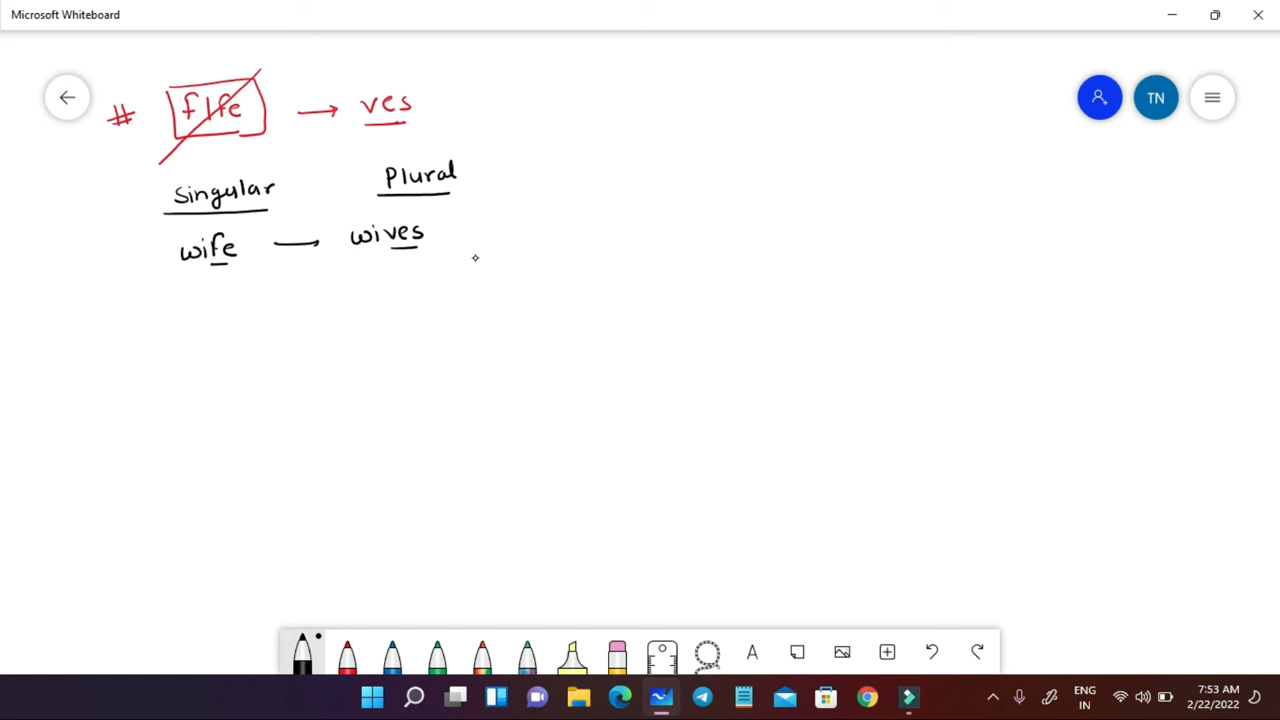 Microsoft Whiteboard
TN
# f/fe → ves
Singular Plural
wife → wives
A
ENG
IN
7:53 AM
2/22/2022